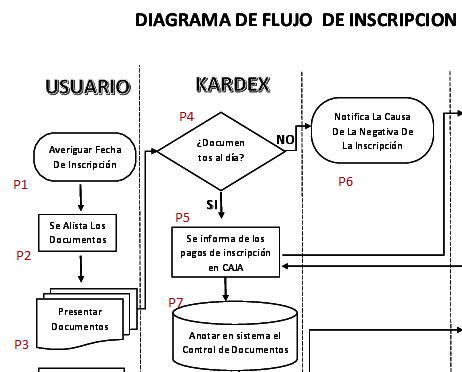 DIAGRAMA DE FLUJO DE INSCRIPCION
USUARIO
KARDEX
P4
¿Documen
tos al día?
NO
Notifica La Causa
De La Negativa De
La Inscripción
P6
Averiguar Fecha
De Inscripción
P1
SI
P5
Se Alista Los
Documentos
P2
Se informa de los
pagos de inscripción
en CAJA
P7
Presentar
Documentos
P3
Anotar en sistema el
Control de Documentos